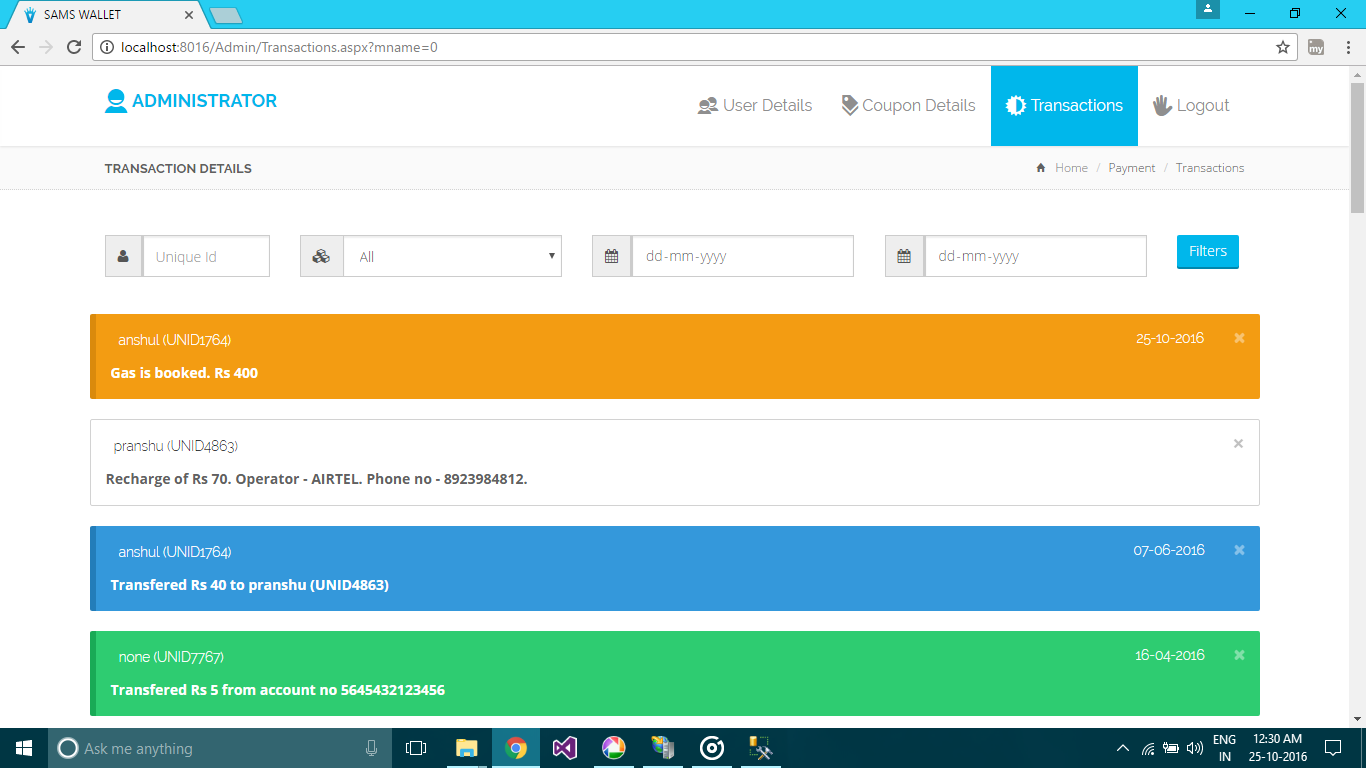 SAMS WALLET
localhost:8016/Admin/Transactions.aspx?mname=0
my
ADMINISTRATOR
User Details
Coupon Details
Transactions
Logout
TRANSACTION DETAILS
Home / Payment / Transactions
Unique Id
All
dd-mm-yyyy
dd-mm-yyyy
Filters
anshul (UNID1764)
25-10-2016
Gas is booked. Rs 400
pranshu (UNID4863)
Recharge of Rs 70. Operator - AIRTEL. Phone no - 8923984812.
anshul (UNID1764)
07-06-2016
Transfered Rs 40 to pranshu (UNID4863)
none (UNID7767)
16-04-2016
Transfered Rs 5 from account no 5645432123456
Ask me anything
ENG
IN
12:30 AM
25-10-2016